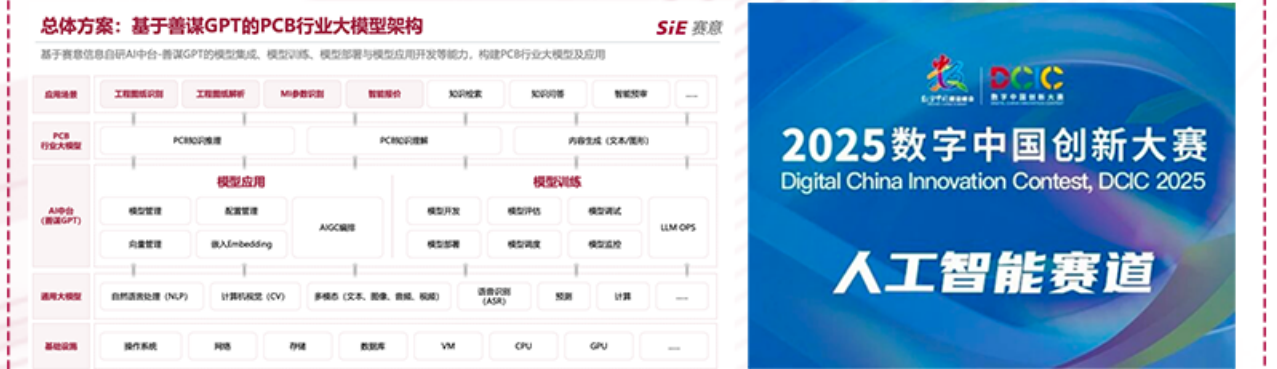 总体方案：基于善谋GPT的PCB行业大模型架构
SiE 赛意
基于赛意信息自研AI中台-善谋GPT的模型集成、模型训练、模型部署与模型应用开发等能力，构建PCB行业大模型及应用
应用场景
工程图纸识别
工程图纸解析
MI参数识别
智能报价
知识检索
知识问答
智能预审
......
PCB
行业大模型
PCB知识推理
PCB知识理解
内容生成（文本/图形）
AI中台
(善谋GPT)
模型应用
模型管理
配置管理
向量管理
嵌入Embedding
AIGC编排
模型训练
模型开发
模型评估
模型调试
模型部署
模型调度
模型监控
LLM OPS
通用大模型
自然语言处理（NLP）
计算机视觉（CV）
多模态（文本、图像、音频、视频）
语音识别
(ASR)
预测
计算
......
基础设施
操作系统
网络
存储
数据库
VM
CPU
GPU
......
DCIC
数字中国创新大赛
2025数字中国创新大赛
Digital China Innovation Contest, DCIC 2025
人工智能赛道